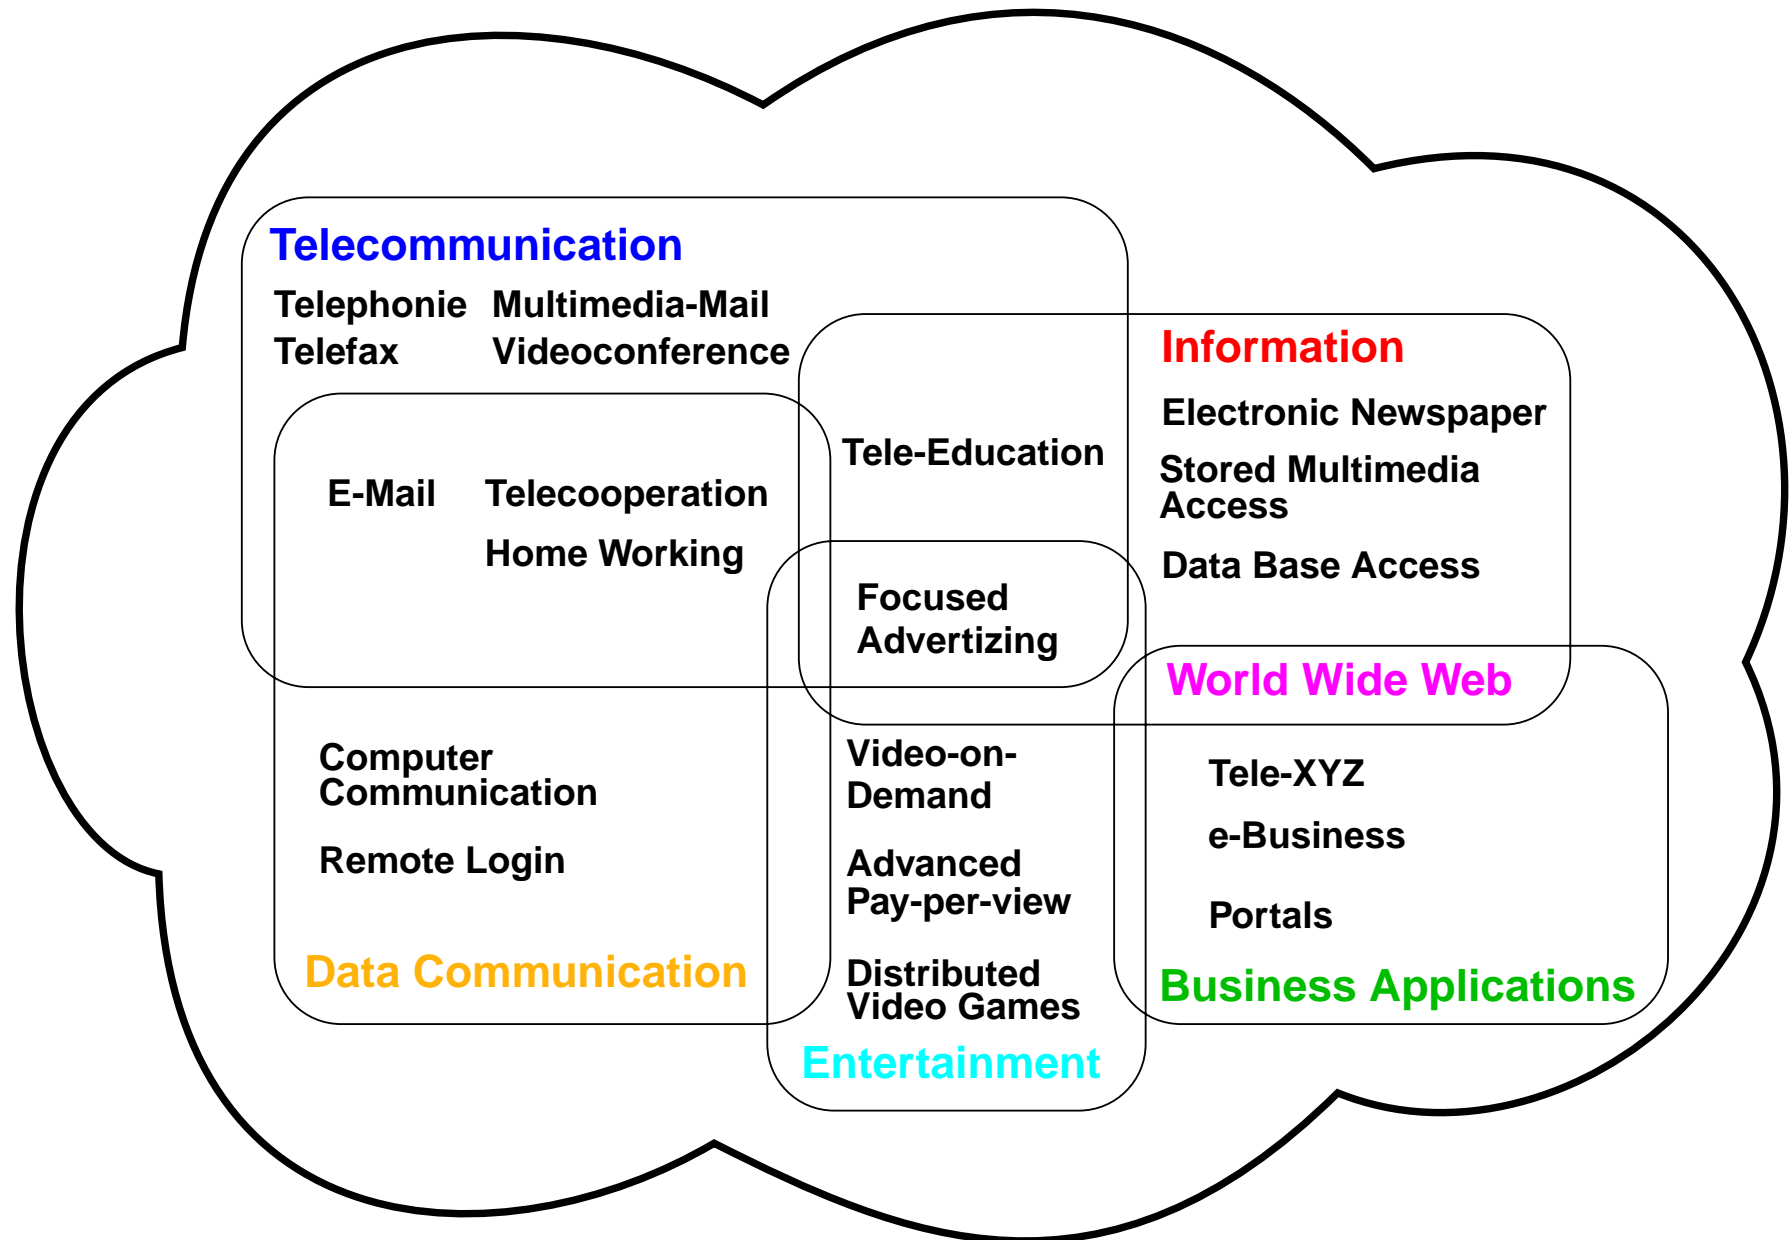 Telecommunication
Telephonie Multimedia-Mail
Telefax Videoconference
Information
Electronic Newspaper
Stored Multimedia
Access
Data Base Access
Tele-Education
E-Mail Telecooperation
Home Working
Focused
Advertizing
World Wide Web
Computer
Communication
Remote Login
Data Communication
Video-on-
Demand
Advanced
Pay-per-view
Distributed
Video Games
Entertainment
Tele-XYZ
e-Business
Portals
Business Applications